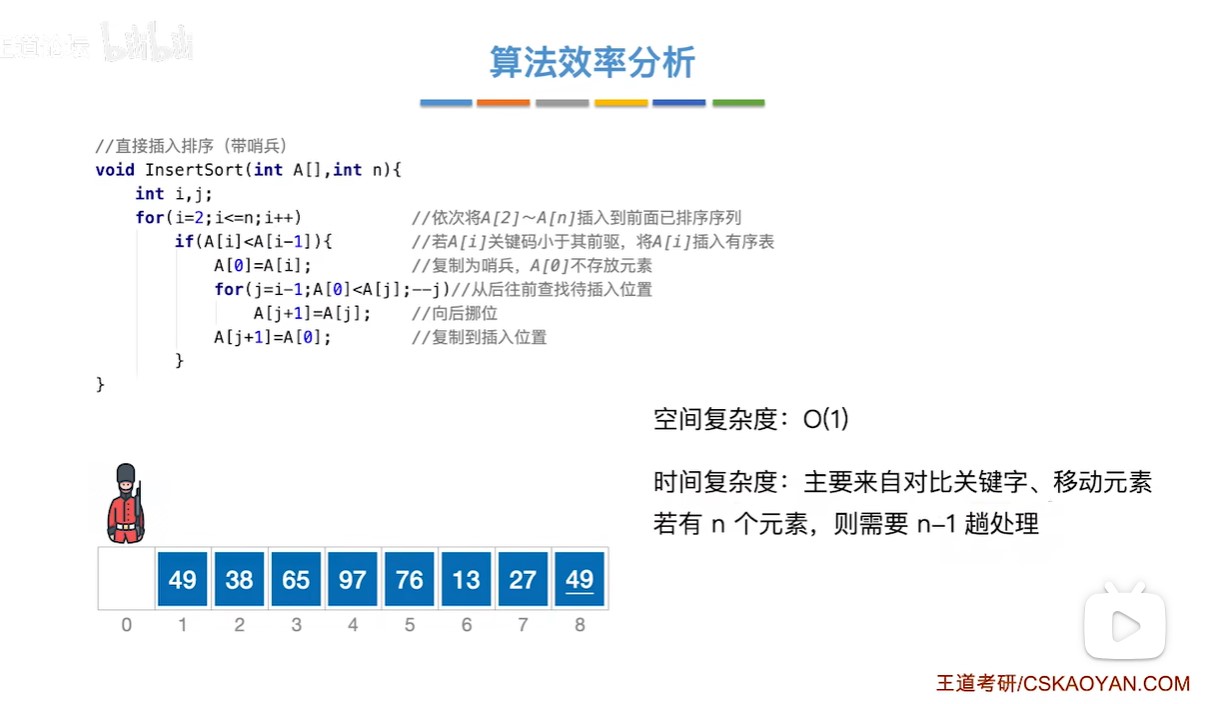 王道论坛 bilibili
算法效率分析
//直接插入排序（带哨兵）
void InsertSort(int A[],int n){
int i,j;
for(i=2;i<=n;i++) //依次将A[2]～A[n]插入到前面已排序序列
if(A[i]<A[i-1]){ //若A[i]关键码小于其前驱，将A[i]插入有序表
A[0]=A[i]; //复制为哨兵，A[0]不存放元素
for(j=i-1;A[0]<A[j];--j)//从后往前查找待插入位置
A[j+1]=A[j]; //向后挪位
A[j+1]=A[0]; //复制到插入位置
}
}
空间复杂度：O(1)
时间复杂度：主要来自对比关键字、移动元素
若有 n 个元素，则需要 n-1 趟处理
49 38 65 97 76 13 27 49
0 1 2 3 4 5 6 7 8
王道考研/CSKAOYAN.COM